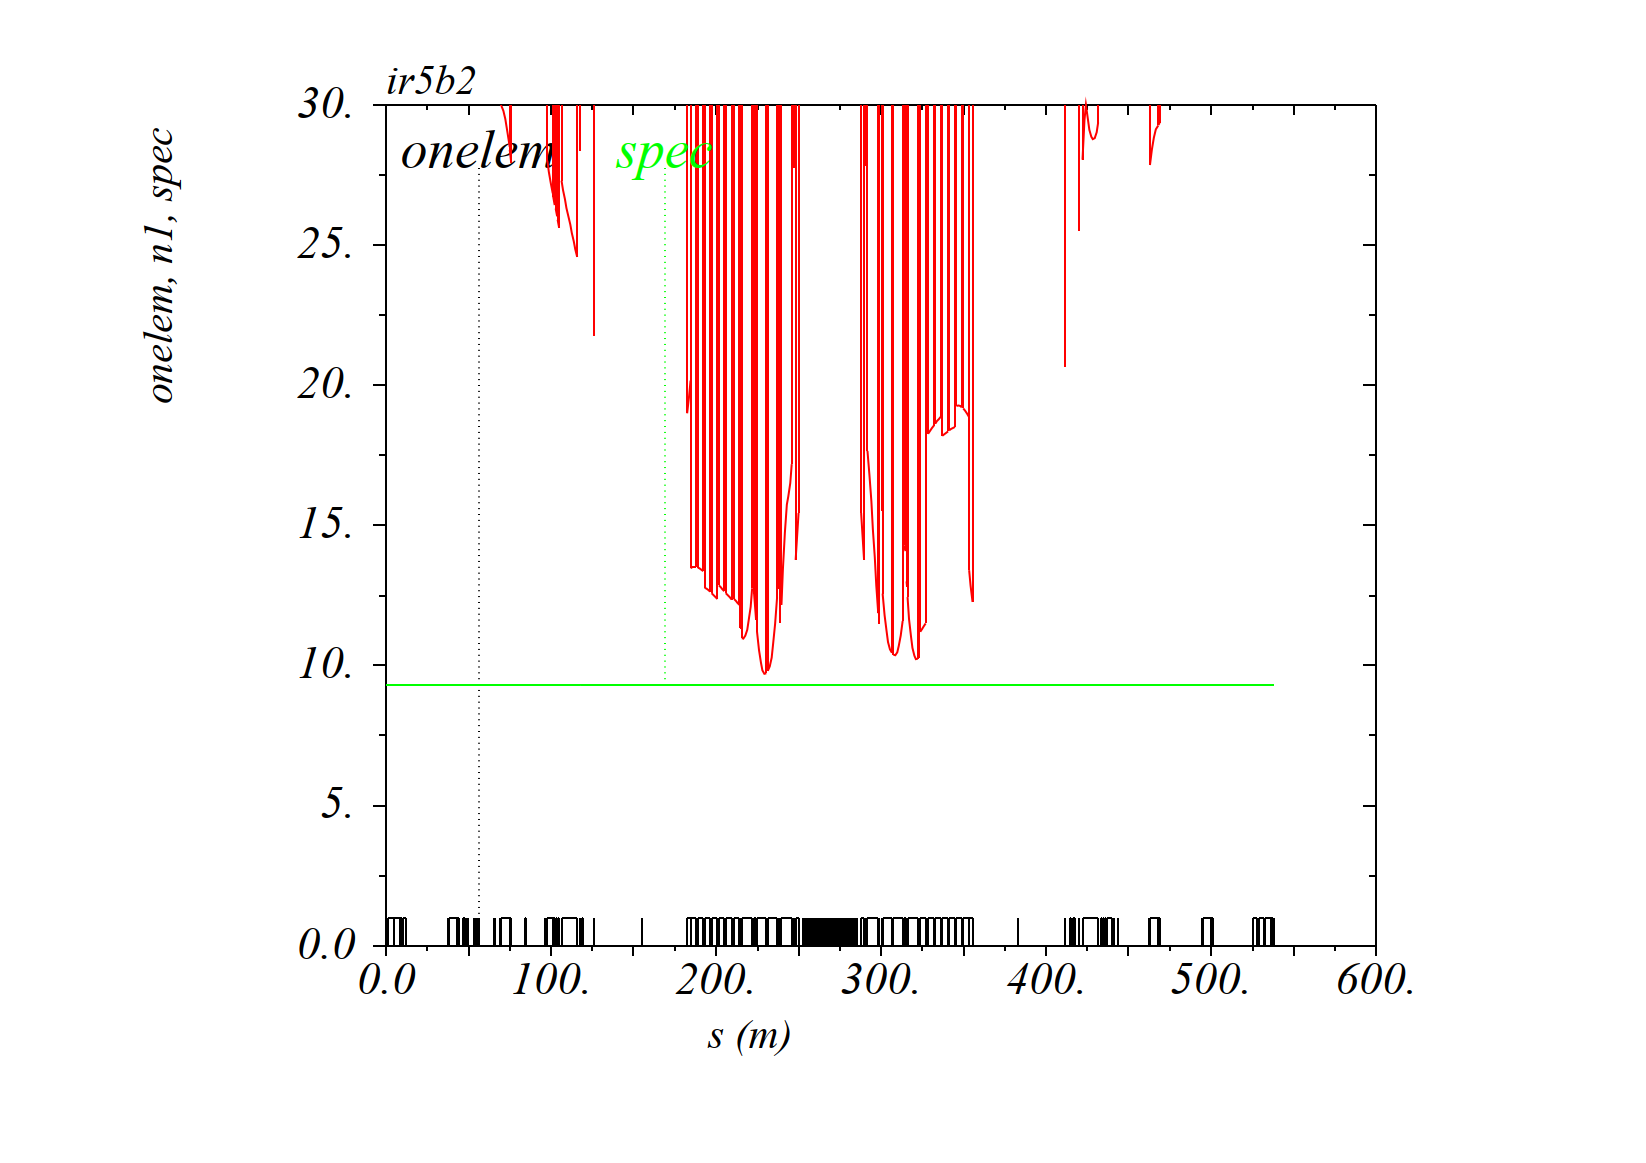 ir5b2
onelem, n1, spec
30.
onelem
spec
25.
20.
15.
10.
5.
0.0
0.0 100. 200. 300. 400. 500. 600.
s (m)